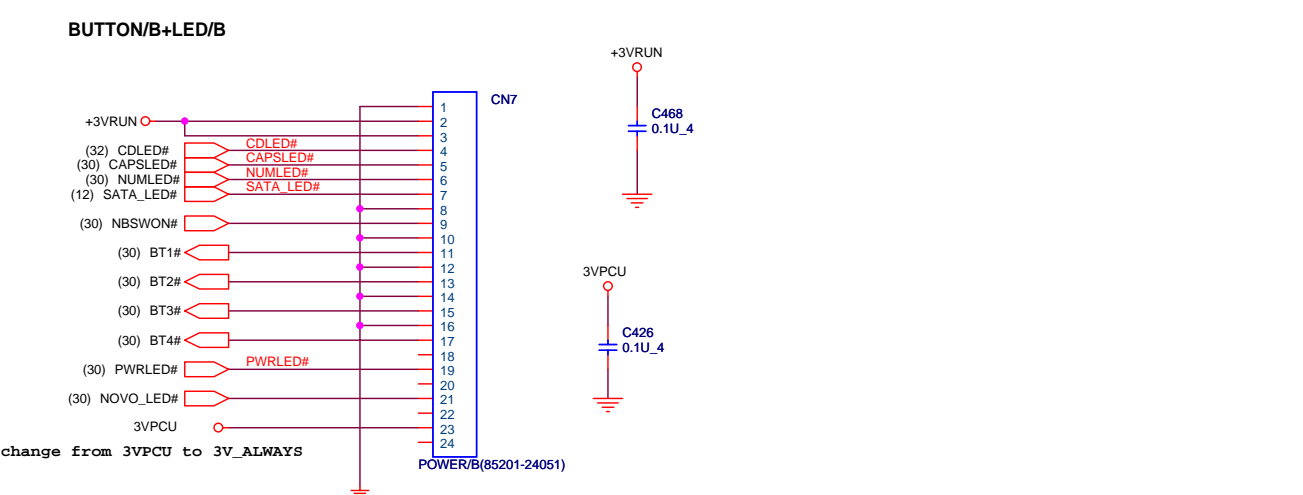 BUTTON/B+LED/B
+3VRUN
C468
0.1U_4
CN7
+3VRUN
1
2
3
(32) CDLED# CDLED# 4
(30) CAPSLED# CAPSLED# 5
(30) NUMLED# NUMLED# 6
(12) SATA_LED# SATA_LED# 7
8
(30) NBSWON# 9
10
(30) BT1# 11
12
(30) BT2# 13
14
(30) BT3# 15
16
(30) BT4# 17
18
(30) PWRLED# PWRLED# 19
20
(30) NOVO_LED# 21
22
3VPCU 23
24
change from 3VPCU to 3V_ALWAYS
POWER/B(85201-24051)
3VPCU
C426
0.1U_4